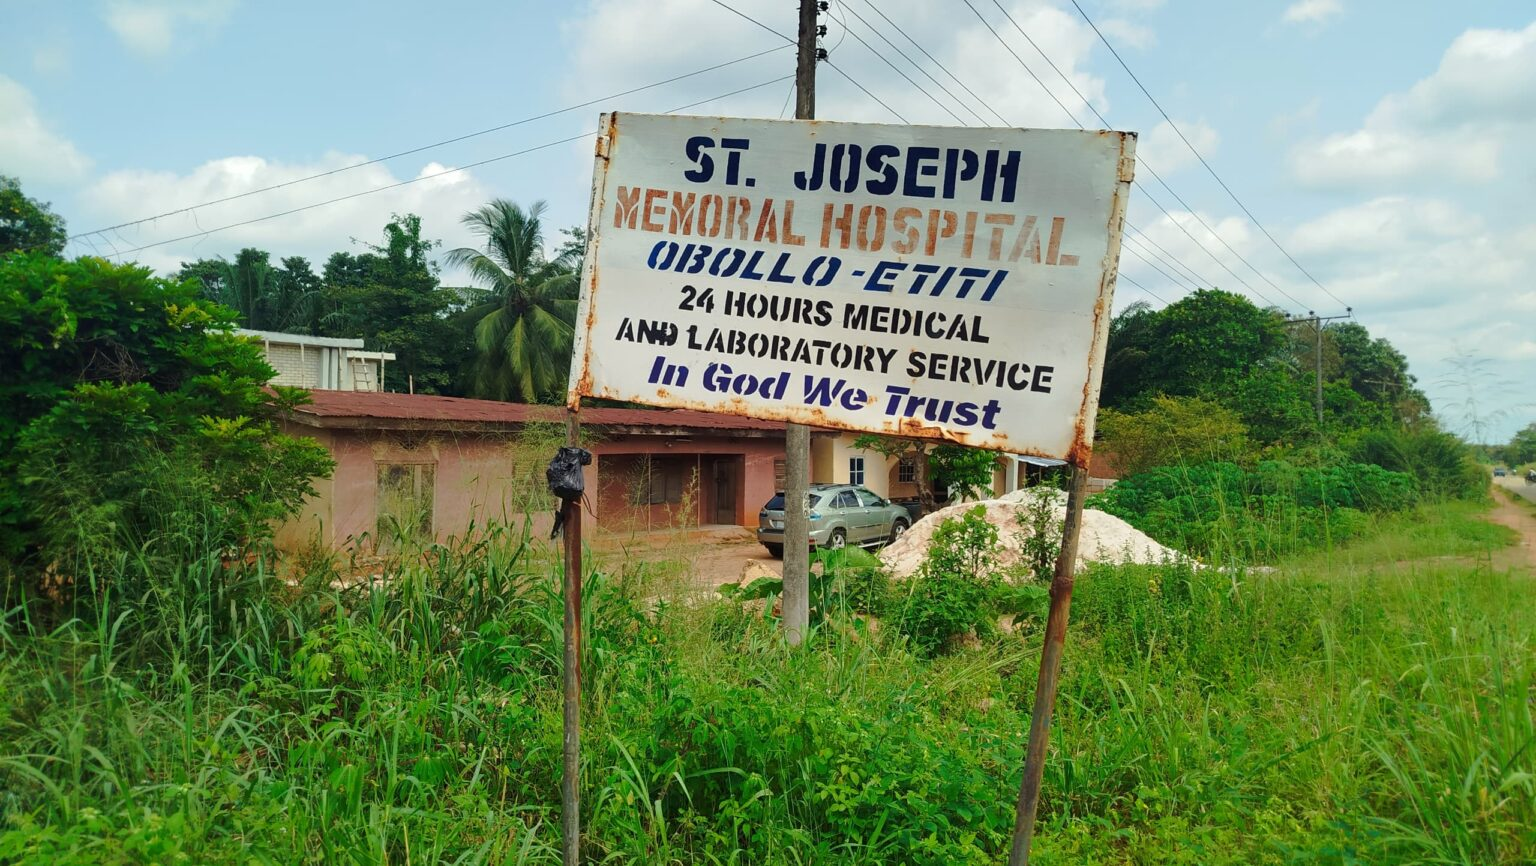 ST. JOSEPH
MEMORAL HOSPITAL
OBOLLO-ETITI
24 HOURS MEDICAL
AND LABORATORY SERVICE
In God We Trust